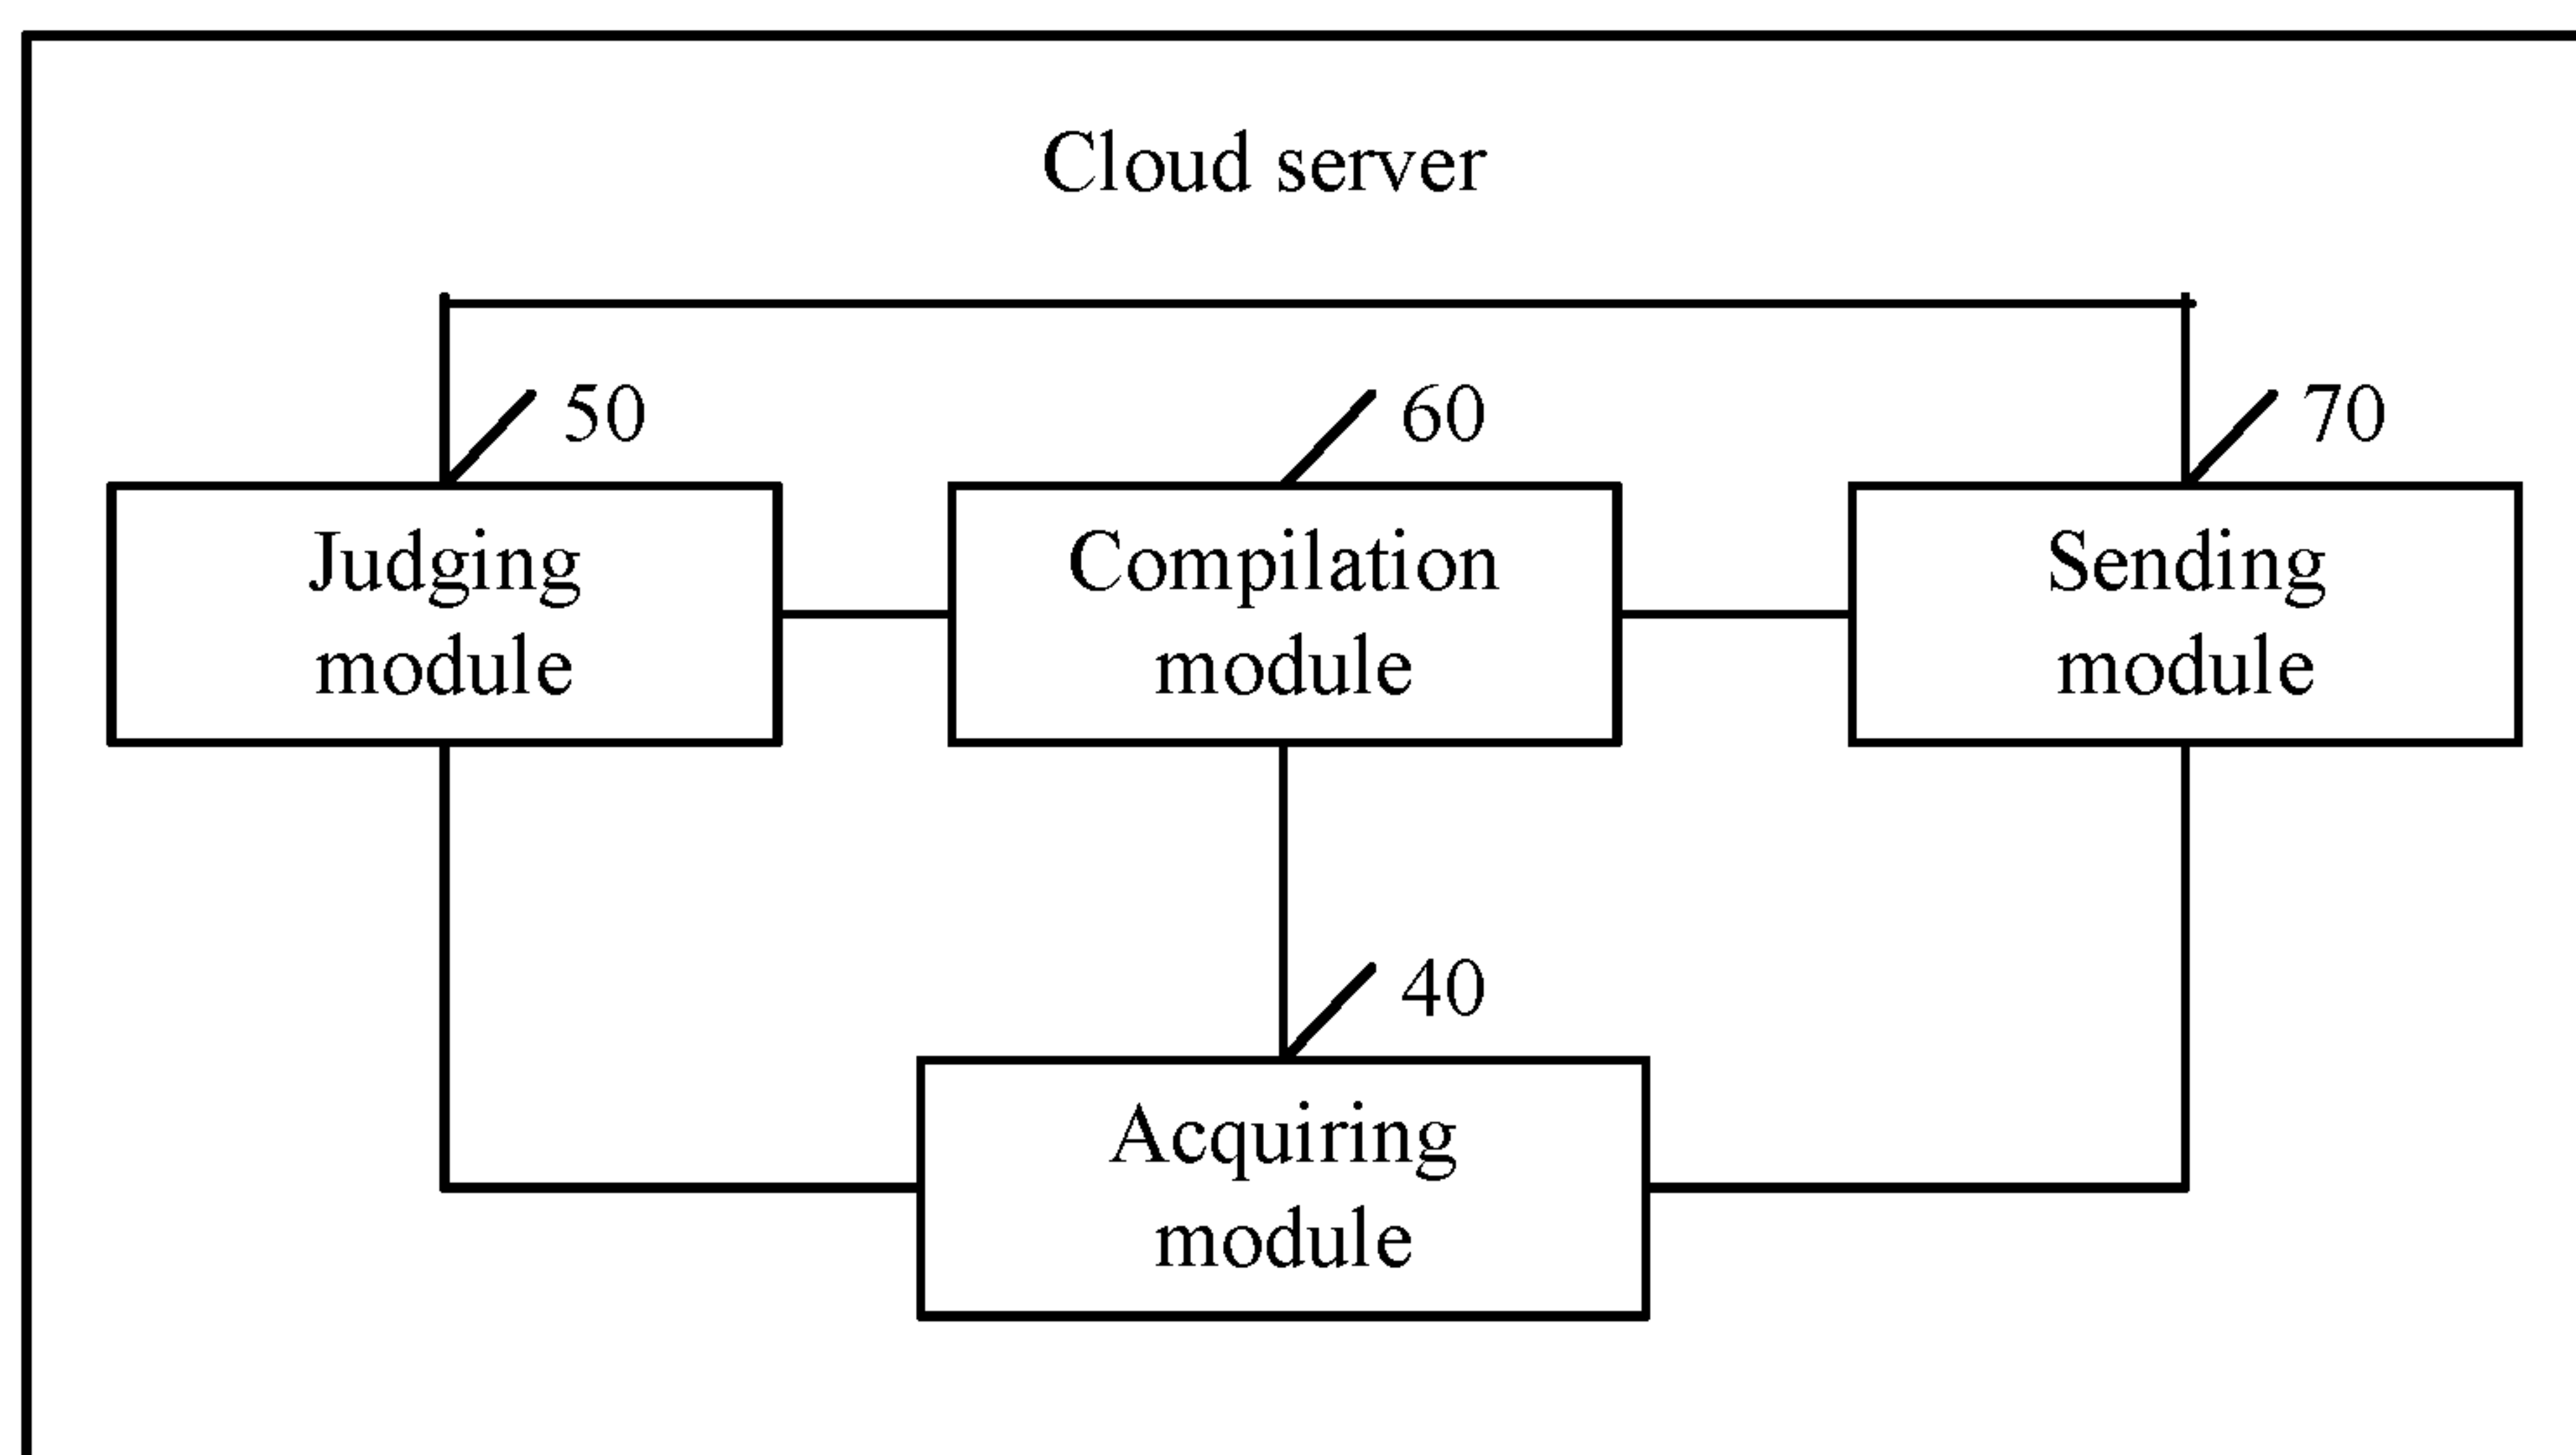 Cloud server
50
60
70
Judging
module
Compilation
module
Sending
module
40
Acquiring
module